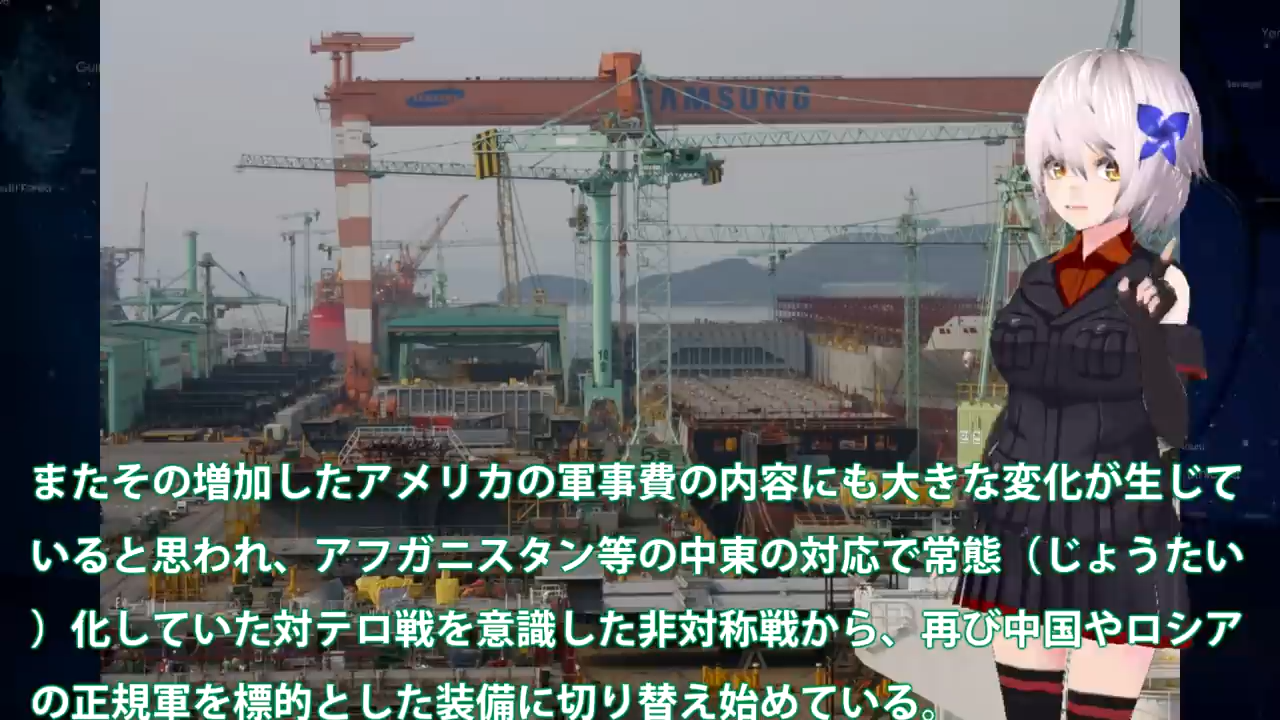 SAMSUNG
SAMSUNG
18
またその増加したアメリカの軍事費の内容にも大きな変化が生じて
いると思われ、アフガニスタン等の中東の対応で常態（じょうたい
）化していた対テロ戦を意識した非対称戦から、再び中国やロシア
の正規軍を標的とした装備に切り替え始めている。